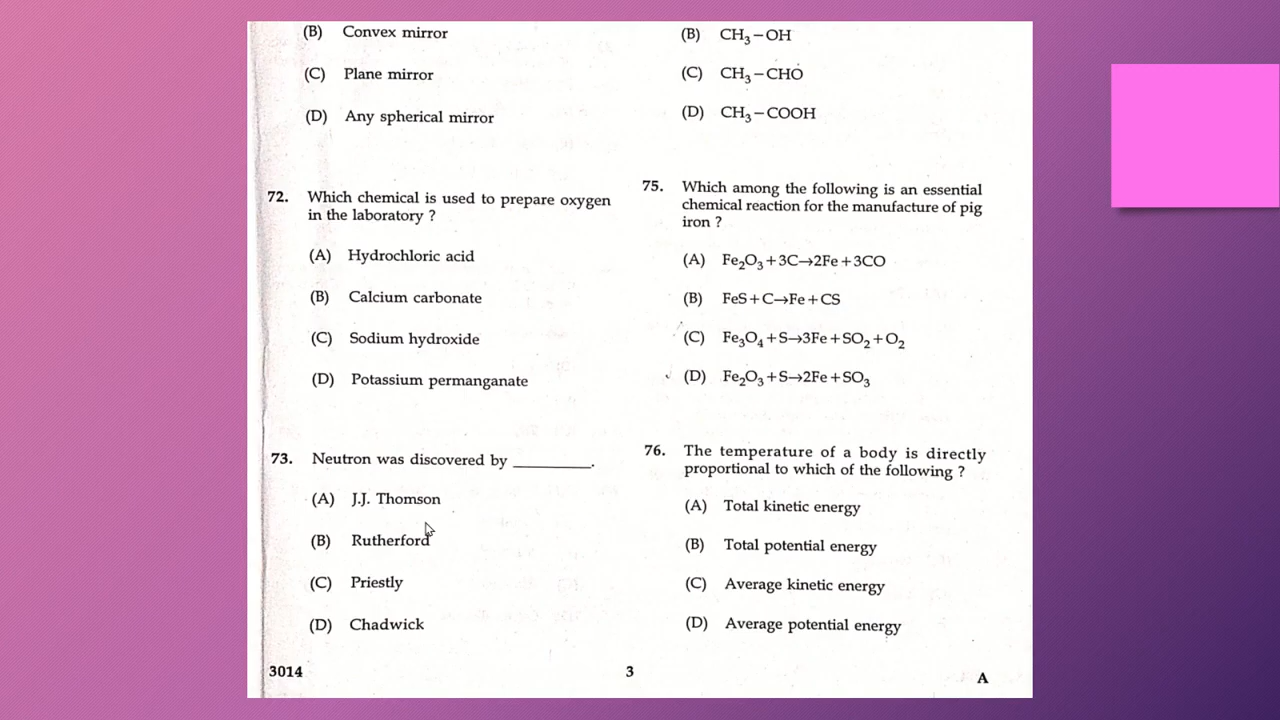 (B) Convex mirror
(C) Plane mirror
(D) Any spherical mirror
72. Which chemical is used to prepare oxygen
in the laboratory ?
(A) Hydrochloric acid
(B) Calcium carbonate
(C) Sodium hydroxide
(D) Potassium permanganate
73. Neutron was discovered by ________.
(A) J.J. Thomson
(B) Rutherford
(C) Priestly
(D) Chadwick
(B) CH₃−OH
(C) CH₃−CHO
(D) CH₃−COOH
75. Which among the following is an essential
chemical reaction for the manufacture of pig
iron ?
(A) Fe₂O₃+3C→2Fe+3CO
(B) FeS+C→Fe+CS
(C) Fe₃O₄+S→3Fe+SO₂+O₂
(D) Fe₂O₃+S→2Fe+SO₃
76. The temperature of a body is directly
proportional to which of the following ?
(A) Total kinetic energy
(B) Total potential energy
(C) Average kinetic energy
(D) Average potential energy
3014
3
A